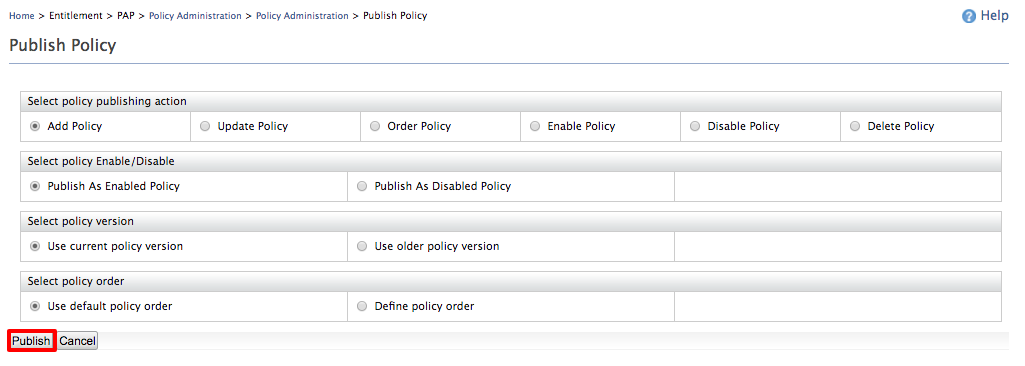 Home > Entitlement > PAP > Policy Administration > Policy Administration > Publish Policy
Help
Publish Policy
Select policy publishing action
Add Policy Update Policy Order Policy Enable Policy Disable Policy Delete Policy
Select policy Enable/Disable
Publish As Enabled Policy Publish As Disabled Policy
Select policy version
Use current policy version Use older policy version
Select policy order
Use default policy order Define policy order
Publish Cancel